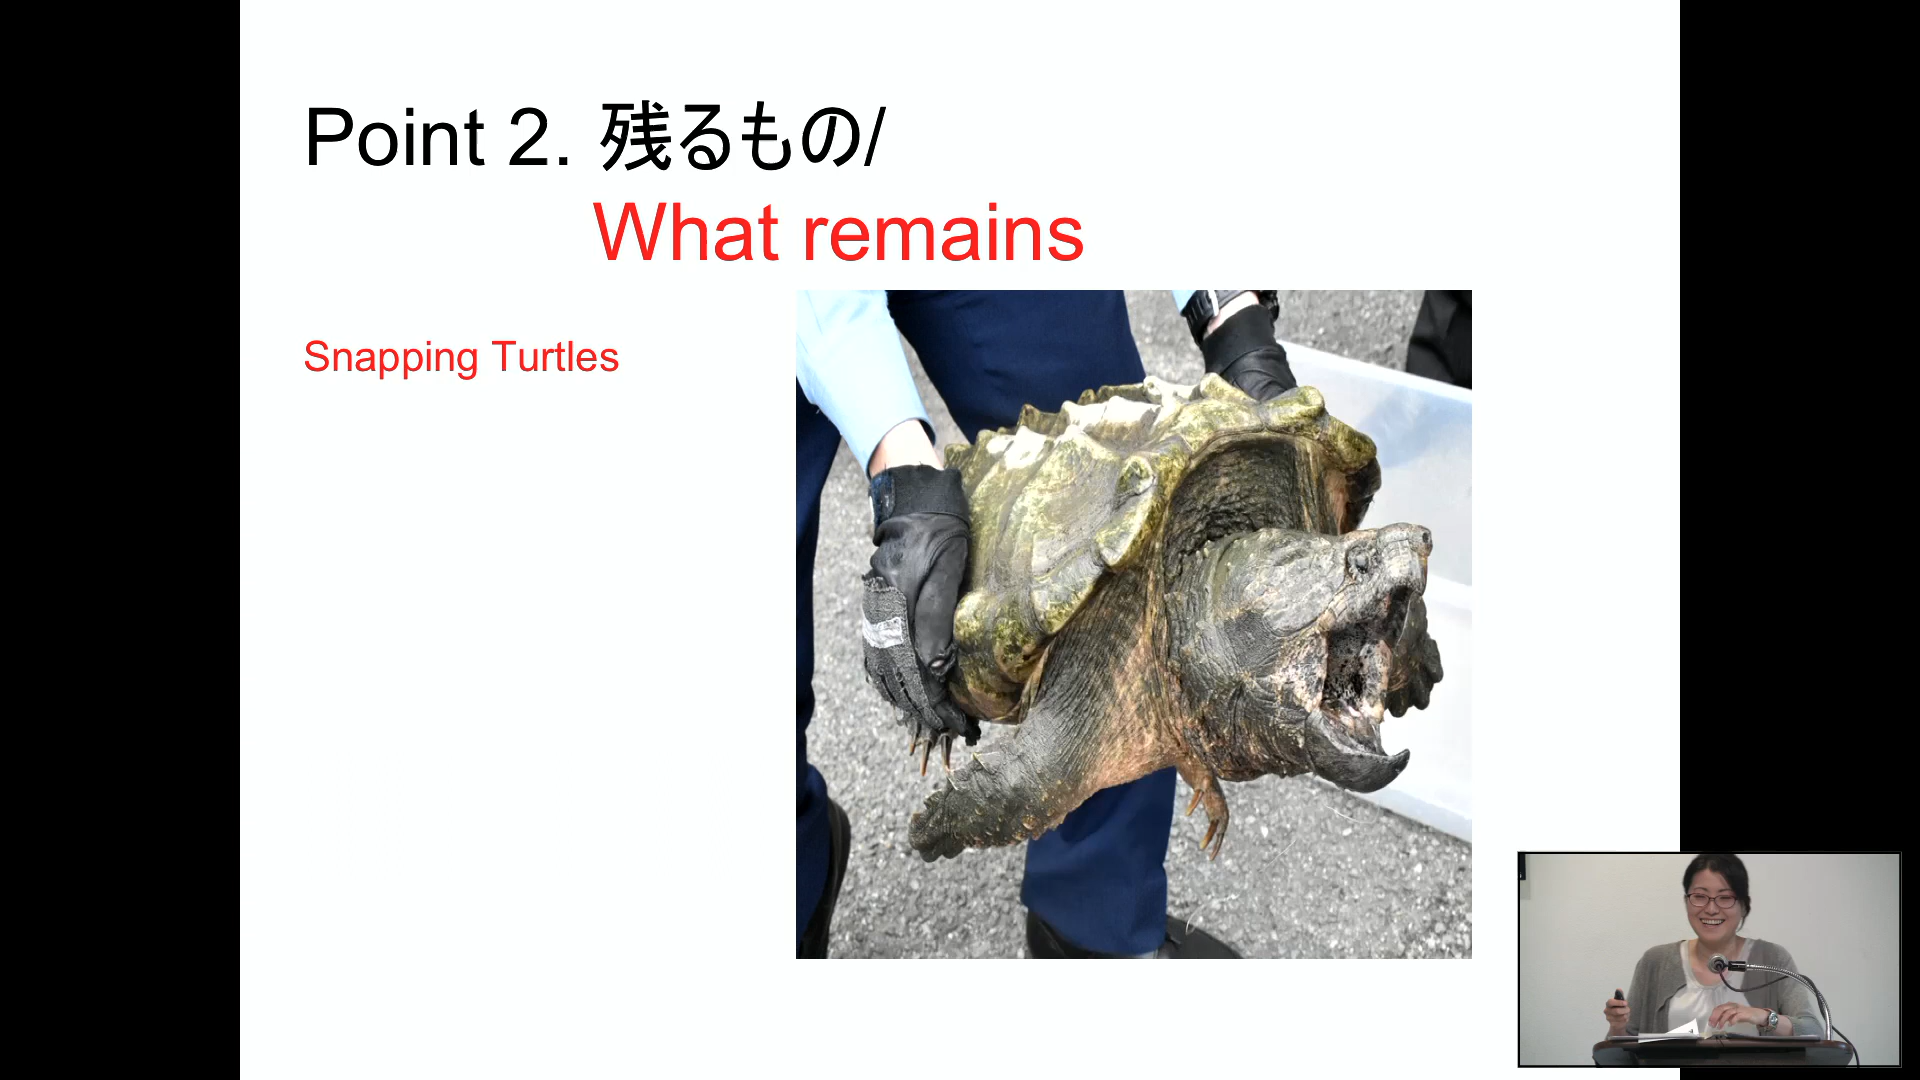 Point 2. 残るもの/
What remains
Snapping Turtles